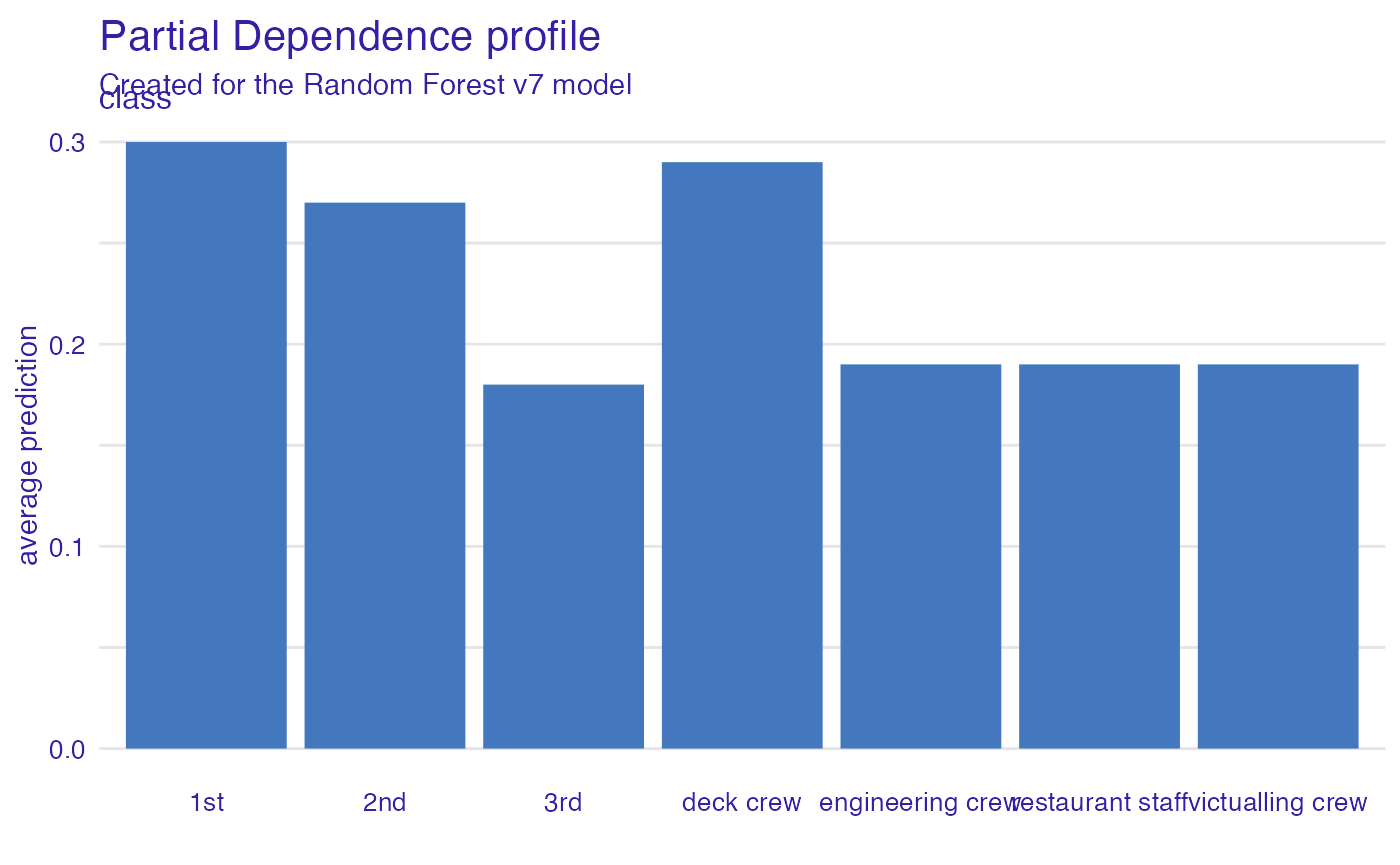 Partial Dependence profile
Created for the Random Forest v7 model
class
average prediction
0.3
0.2
0.1
0.0
1st 2nd 3rd deck crew engineering crew restaurant staff victualling crew